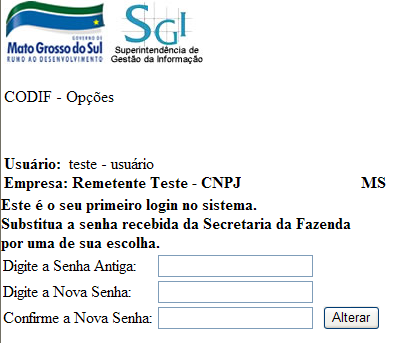 GOVERNO DE
Mato Grosso do Sul
RUMO AO DESENVOLVIMENTO
SGI
Superintendência de
Gestão da Informação
CODIF - Opções
Usuário: teste - usuário
Empresa: Remetente Teste - CNPJ MS
Este é o seu primeiro login no sistema.
Substitua a senha recebida da Secretaria da Fazenda
por uma de sua escolha.
Digite a Senha Antiga:
Digite a Nova Senha:
Confirme a Nova Senha: Alterar